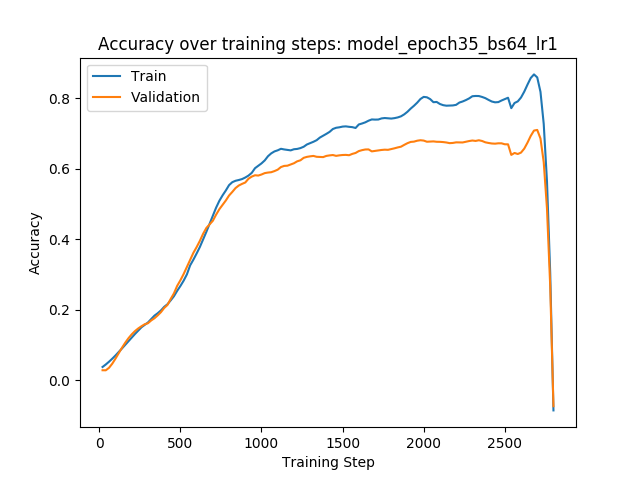 Accuracy over training steps: model_epoch35_bs64_lr1
Train
Validation
0.8
0.6
0.4
0.2
0.0
Accuracy
0 500 1000 1500 2000 2500
Training Step